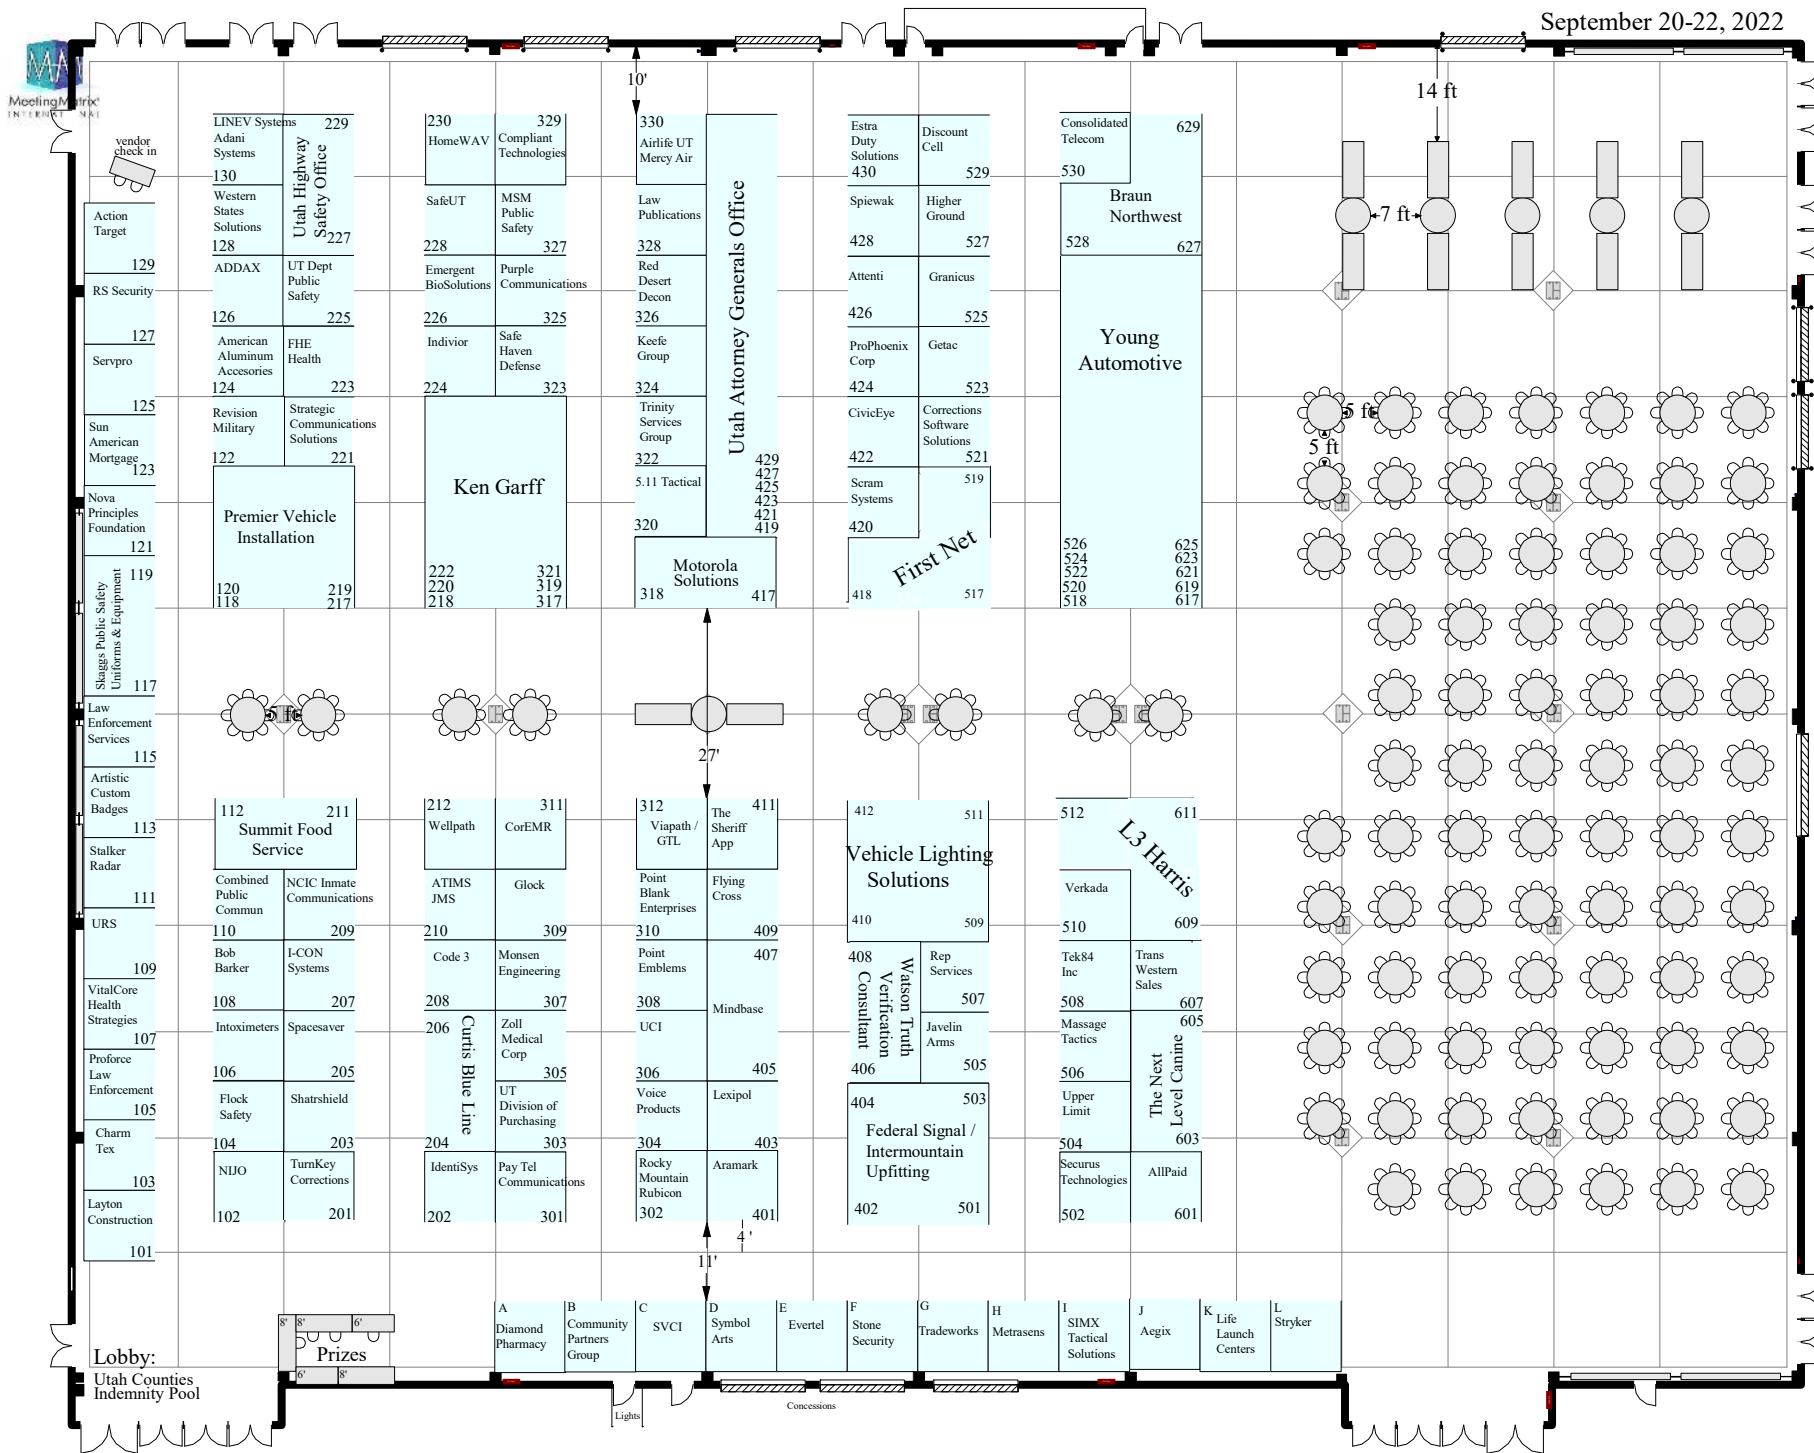 September 20-22, 2022
MeetingMatrix
INTERNATIONAL
vendor
check in
10'
14 ft
7 ft
5 ft
5 ft
5 ft
27'
11'
4'
Action
Target
129
RS Security
127
Servpro
125
Sun
American
Mortgage
123
Nova
Principles
Foundation
121
119
Skaggs Public Safety
Uniforms & Equipment
117
Law
Enforcement
Services
115
Artistic
Custom
Badges
113
Stalker
Radar
111
URS
109
VitalCore
Health
Strategies
107
Proforce
Law
Enforcement
105
Charm
Tex
103
Layton
Construction
101
LINEV Systems
Adani
Systems
130
229
Utah Highway
Safety Office
227
Western
States
Solutions
128
ADDAX
126
UT Dept
Public
Safety
225
American
Aluminum
Accesories
124
FHE
Health
223
Revision
Military
122
Strategic
Communications
Solutions
221
Premier Vehicle
Installation
120
118
219
217
230
HomeWAV
329
Compliant
Technologies
SafeUT
228
MSM
Public
Safety
327
Emergent
BioSolutions
226
Purple
Communications
325
Indivior
224
Safe
Haven
Defense
323
Ken Garff
222
220
218
321
319
317
330
Airlife UT
Mercy Air
Law
Publications
328
Red
Desert
Decon
326
Keefe
Group
324
Trinity
Services
Group
322
5.11 Tactical
320
Utah Attorney Generals Office
429
427
425
423
421
419
Motorola
Solutions
318
417
Estra
Duty
Solutions
430
Discount
Cell
529
Spiewak
428
Higher
Ground
527
Attenti
426
Granicus
525
ProPhoenix
Corp
424
Getac
523
CivicEye
422
Corrections
Software
Solutions
521
Scram
Systems
420
519
First Net
418
517
Consolidated
Telecom
530
629
Braun
Northwest
528
627
Young
Automotive
526
524
522
520
518
625
623
621
619
617
112
211
Summit Food
Service
Combined
Public
Commun
110
NCIC Inmate
Communications
209
Bob
Barker
108
I-CON
Systems
207
Intoximeters
106
Spacesaver
205
Flock
Safety
104
Shatrshield
203
NIJO
102
TurnKey
Corrections
201
212
Wellpath
311
CorEMR
ATIMS
JMS
210
Glock
309
Code 3
208
Monsen
Engineering
307
206
Curtis Blue Line
204
Zoll
Medical
Corp
305
UT
Division of
Purchasing
303
IdentiSys
202
Pay Tel
Communications
301
312
Viapath /
GTL
411
The
Sheriff
App
Point
Blank
Enterprises
310
Flying
Cross
409
Point
Emblems
308
407
Mindbase
405
UCI
306
Voice
Products
304
Lexipol
403
Rocky
Mountain
Rubicon
302
Aramark
401
412
511
Vehicle Lighting
Solutions
410
509
408
Watson Truth
Verification
Consultant
406
Rep
Services
507
Javelin
Arms
505
404
503
Federal Signal /
Intermountain
Upfitting
402
501
512
611
L3 Harris
609
Verkada
510
Tek84
Inc
508
Trans
Western
Sales
607
Massage
Tactics
506
605
The Next
Level Canine
603
Upper
Limit
504
Securus
Technologies
502
AllPaid
601
A
Diamond
Pharmacy
B
Community
Partners
Group
C
SVCI
D
Symbol
Arts
E
Evertel
F
Stone
Security
G
Tradeworks
H
Metrasens
I
SIMX
Tactical
Solutions
J
Aegix
K
Life
Launch
Centers
L
Stryker
8'
8'
6'
Prizes
6'
8'
Lobby:
Utah Counties
Indemnity Pool
Lights
Concessions